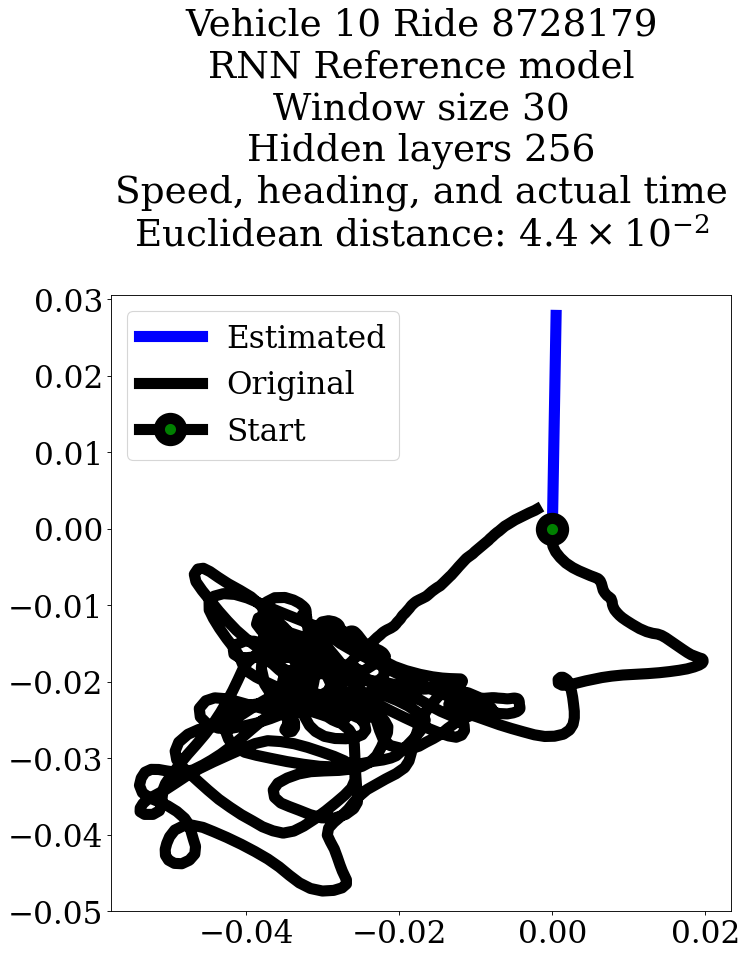 Vehicle 10 Ride 8728179
RNN Reference model
Window size 30
Hidden layers 256
Speed, heading, and actual time
Euclidean distance: 4.4 × 10⁻²
0.03
0.02
0.01
0.00
−0.01
−0.02
−0.03
−0.04
−0.05
Estimated
Original
Start
−0.04
−0.02
0.00
0.02